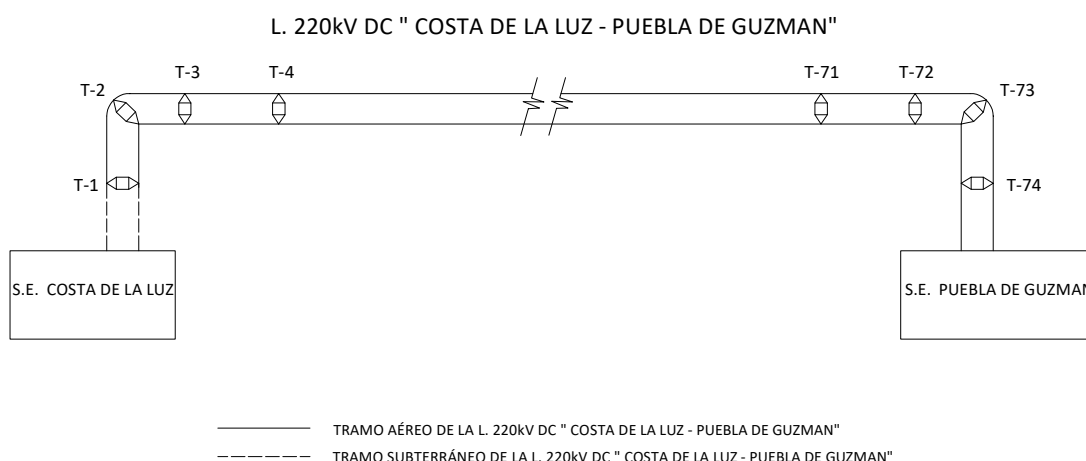 L. 220kV DC " COSTA DE LA LUZ - PUEBLA DE GUZMAN"
T-3
T-4
T-71
T-72
T-2
T-73
T-1
T-74
S.E. COSTA DE LA LUZ
S.E. PUEBLA DE GUZMAN
TRAMO AÉREO DE LA L. 220kV DC " COSTA DE LA LUZ - PUEBLA DE GUZMAN"
TRAMO SUBTERRÁNEO DE LA L. 220kV DC " COSTA DE LA LUZ - PUEBLA DE GUZMAN"